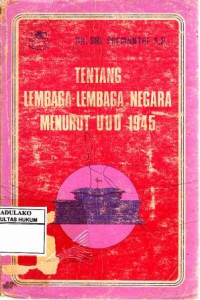 TENTANG
LEMBAGA-LEMBAGA NEGARA
MENURUT UUD 1945
ADULAKO
ULTAS HUKUM